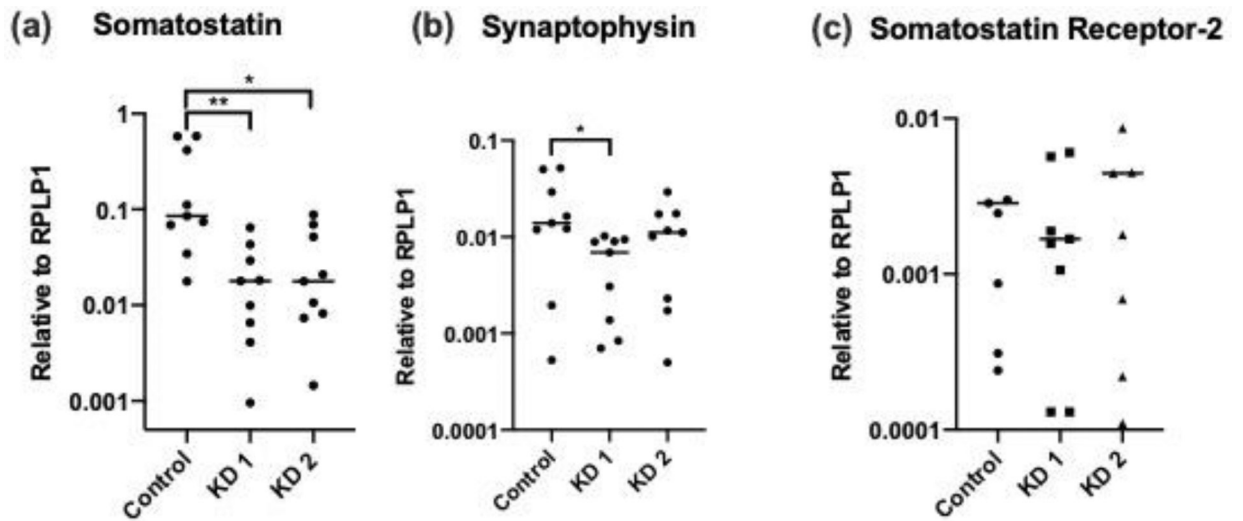 (a) Somatostatin
*
**
1
0.1
0.01
0.001
Relative to RPLP1
Control
KD 1
KD 2
(b) Synaptophysin
*
0.1
0.01
0.001
0.0001
Relative to RPLP1
Control
KD 1
KD 2
(c) Somatostatin Receptor-2
0.01
0.001
0.0001
Relative to RPLP1
Control
KD 1
KD 2